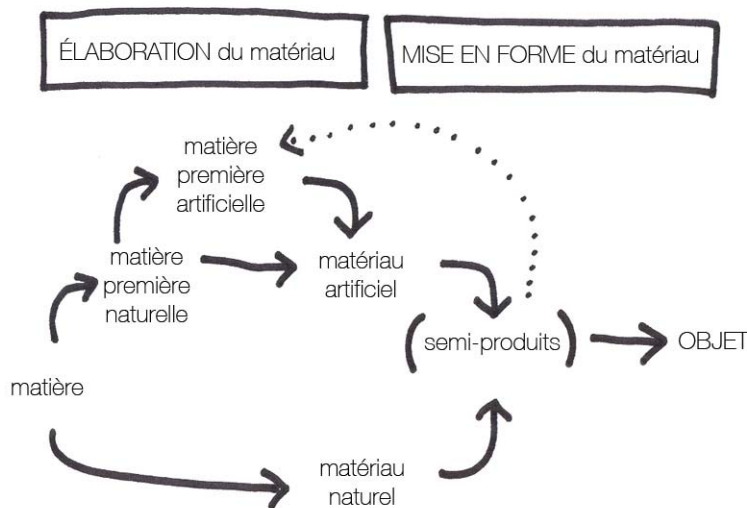 ÉLABORATION du matériau
MISE EN FORME du matériau
matière
première
artificielle
matière
première
naturelle
matériau
artificiel
(semi-produits)
OBJET
matière
matériau
naturel